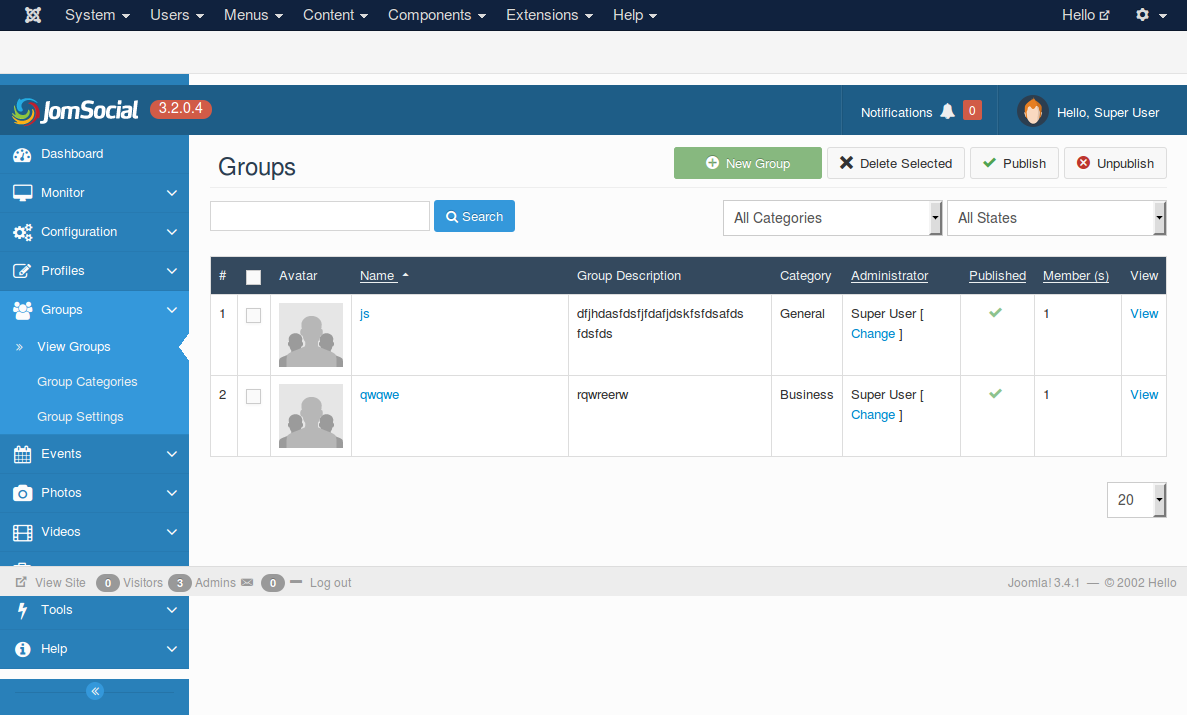 System Users Menus Content Components Extensions Help Hello
JomSocial 3.2.0.4 Notifications 0 Hello, Super User
Dashboard
Monitor
Configuration
Profiles
Groups
» View Groups
Group Categories
Group Settings
Events
Photos
Videos
Tools
Help
Groups
New Group Delete Selected Publish Unpublish
Search All Categories All States
# Avatar Name Group Description Category Administrator Published Member (s) View
1 js dfjhdasfdsfjfdafjdskfsfdsafds General Super User [ 1 View
fdsfds Change ]
2 qwqwe rqwreerw Business Super User [ 1 View
Change ]
20
View Site 0 Visitors 3 Admins 0 Log out Joomla! 3.4.1 — © 2002 Hello